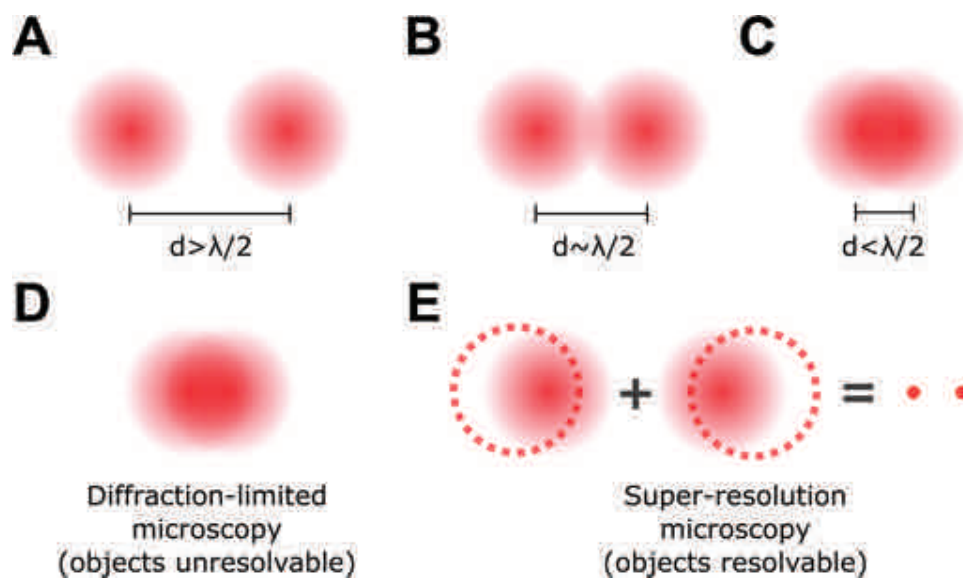 A
B
C
d>λ/2
d~λ/2
d<λ/2
D
E
+
=
Diffraction-limited
microscopy
(objects unresolvable)
Super-resolution
microscopy
(objects resolvable)